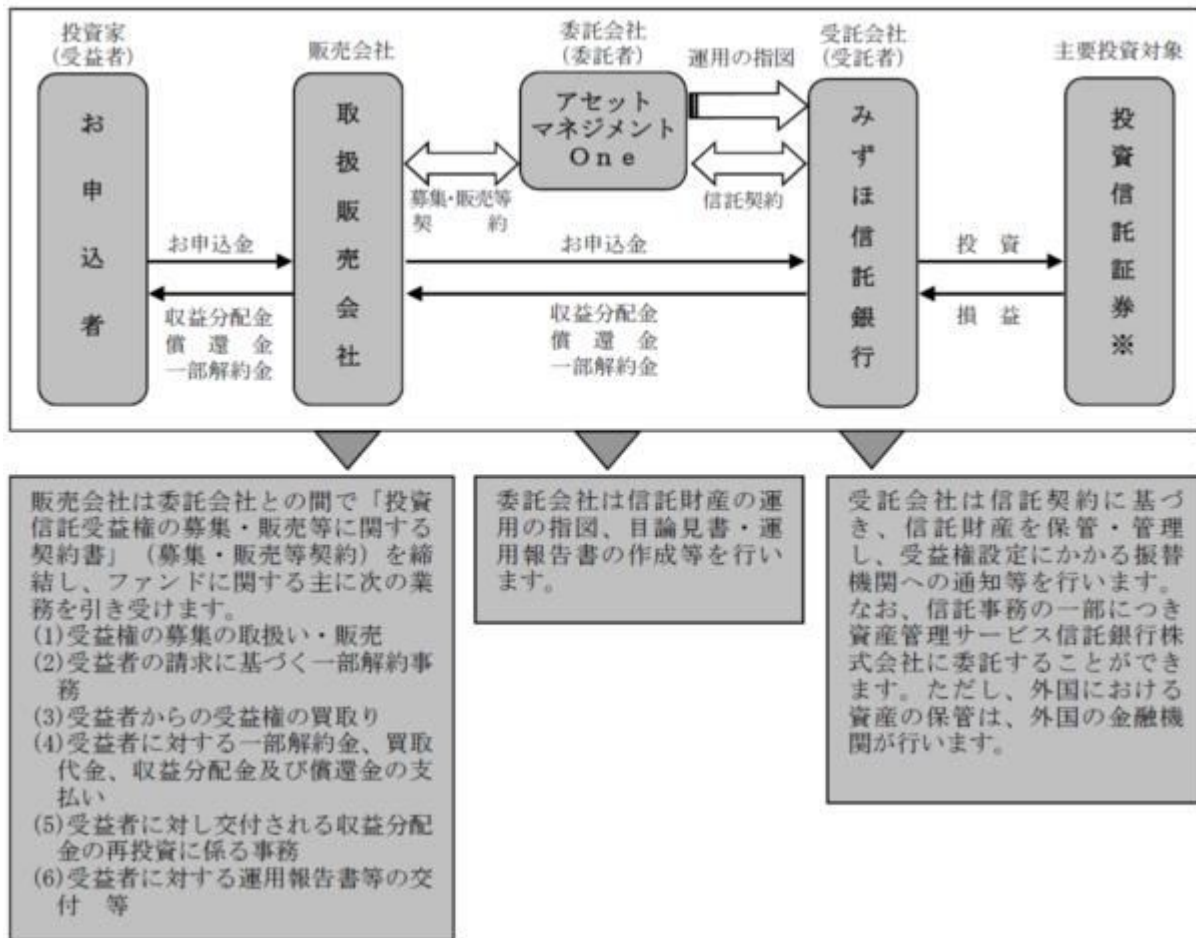 投資家
(受益者)
販売会社
委託会社
(委託者)
運用の指図
受託会社
(受託者)
主要投資対象
お申込者
取扱販売会社
アセット
マネジメント
One
みずほ信託銀行
投資信託証券※
募集・販売等
契 約
信託契約
お申込金
お申込金
投 資
収益分配金
償 還 金
一部解約金
収益分配金
償 還 金
一部解約金
損 益
販売会社は委託会社との間で「投資
信託受益権の募集・販売等に関する
契約書」（募集・販売等契約）を締
結し、ファンドに関する主に次の業
務を引き受けます。
(1)受益権の募集の取扱い・販売
(2)受益者の請求に基づく一部解約事
務
(3)受益者からの受益権の買取り
(4)受益者に対する一部解約金、買取
代金、収益分配金及び償還金の支
払い
(5)受益者に対し交付される収益分配
金の再投資に係る事務
(6)受益者に対する運用報告書等の交
付 等
委託会社は信託財産の運
用の指図、目論見書・運
用報告書の作成等を行い
ます。
受託会社は信託契約に基づ
き、信託財産を保管・管理
し、受益権設定にかかる振替
機関への通知等を行います。
なお、信託事務の一部につき
資産管理サービス信託銀行株
式会社に委託することができ
ます。ただし、外国における
資産の保管は、外国の金融機
関が行います。